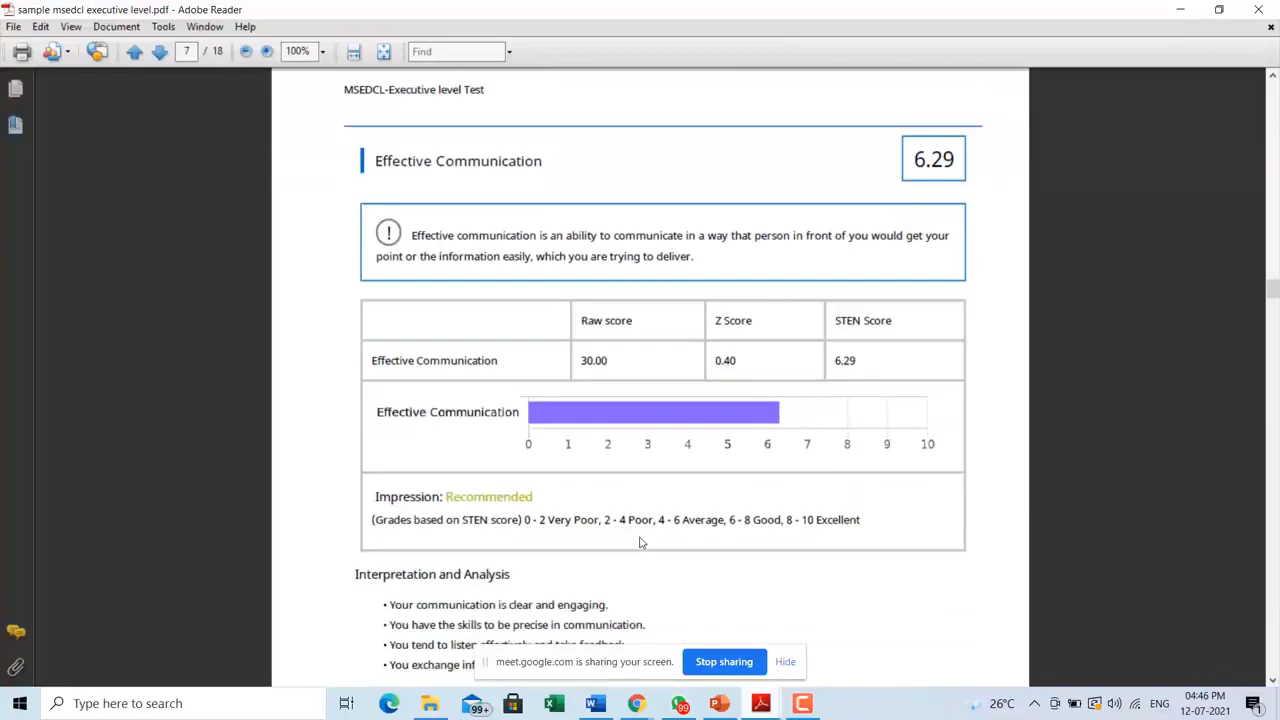 sample msedcl executive level.pdf - Adobe Reader
File Edit View Document Tools Window Help
7 / 18 100% Find
MSEDCL-Executive level Test
Effective Communication 6.29
! Effective communication is an ability to communicate in a way that person in front of you would get your
point or the information easily, which you are trying to deliver.
Raw score Z Score STEN Score
Effective Communication 30.00 0.40 6.29
Effective Communication
0 1 2 3 4 5 6 7 8 9 10
Impression: Recommended
(Grades based on STEN score) 0 - 2 Very Poor, 2 - 4 Poor, 4 - 6 Average, 6 - 8 Good, 8 - 10 Excellent
Interpretation and Analysis
• Your communication is clear and engaging.
• You have the skills to be precise in communication.
• You tend to listen effectively and take feedback.
• You exchange
meet.google.com is sharing your screen. Stop sharing Hide
Type here to search 99+ 99 26°C ENG 04:46 PM
12-07-2021 1